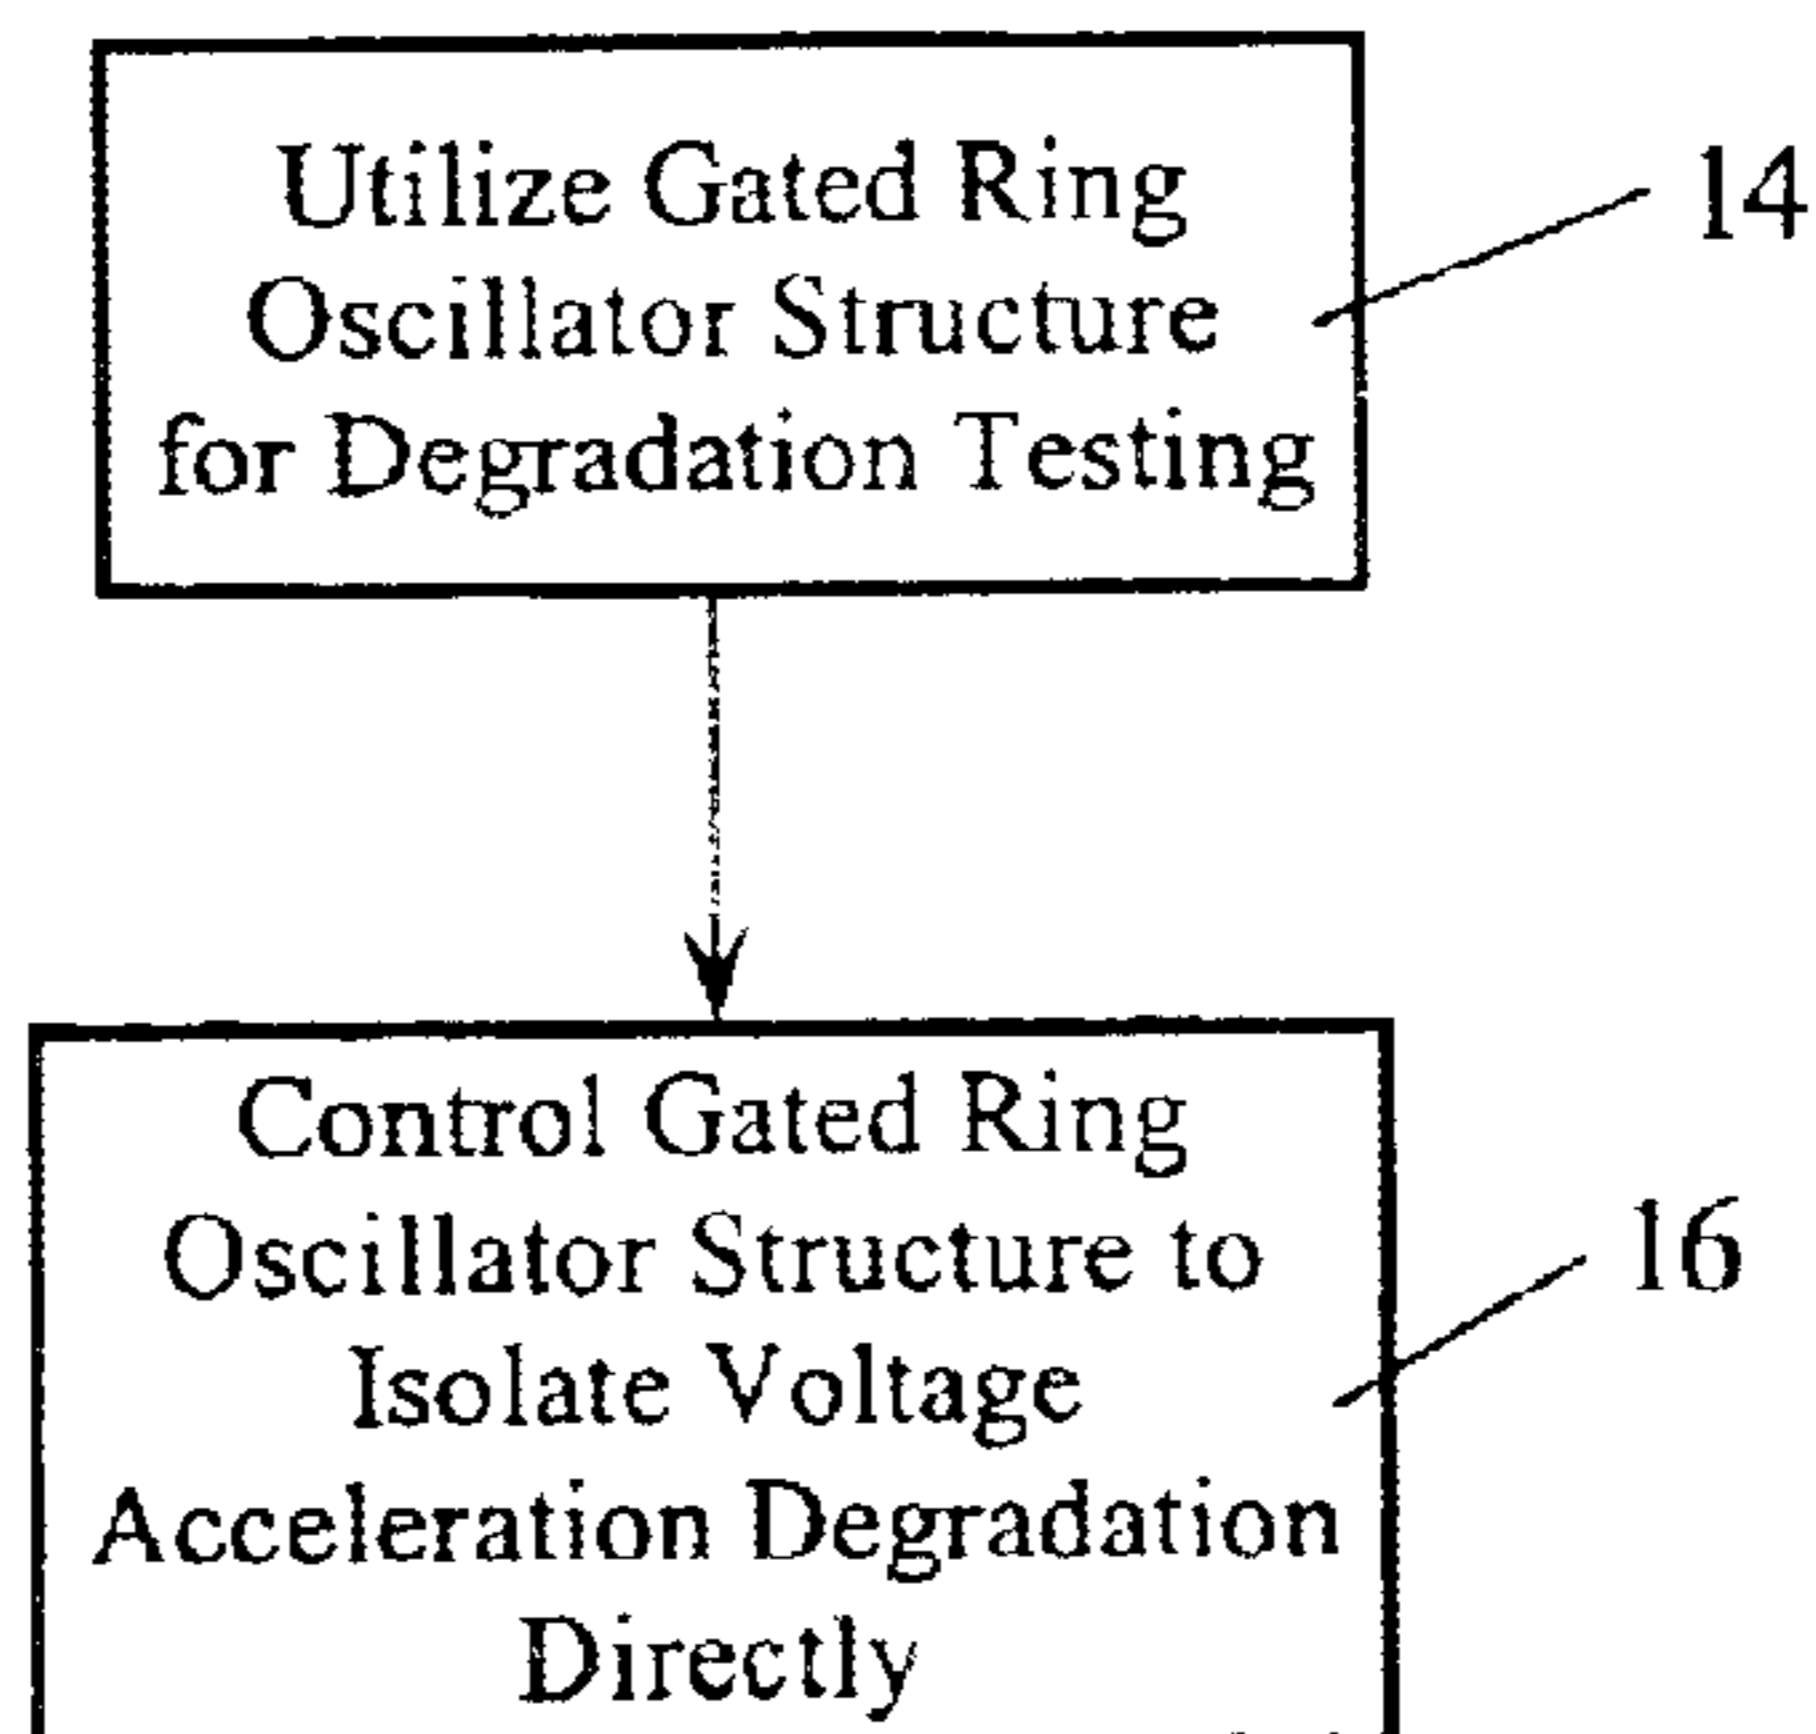 Utilize Gated Ring
Oscillator Structure
for Degradation Testing
14
Control Gated Ring
Oscillator Structure to
Isolate Voltage
Acceleration Degradation
Directly
16